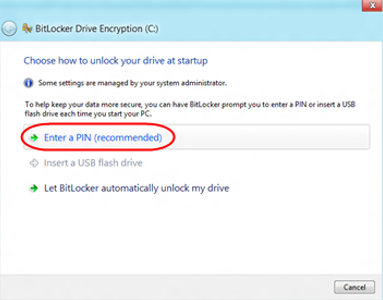 BitLocker Drive Encryption (C:)
Choose how to unlock your drive at startup
Some settings are managed by your system administrator.
To help keep your data more secure, you can have BitLocker prompt you to enter a PIN or insert a USB
flash drive each time you start your PC.
Enter a PIN (recommended)
Insert a USB flash drive
Let BitLocker automatically unlock my drive
Cancel